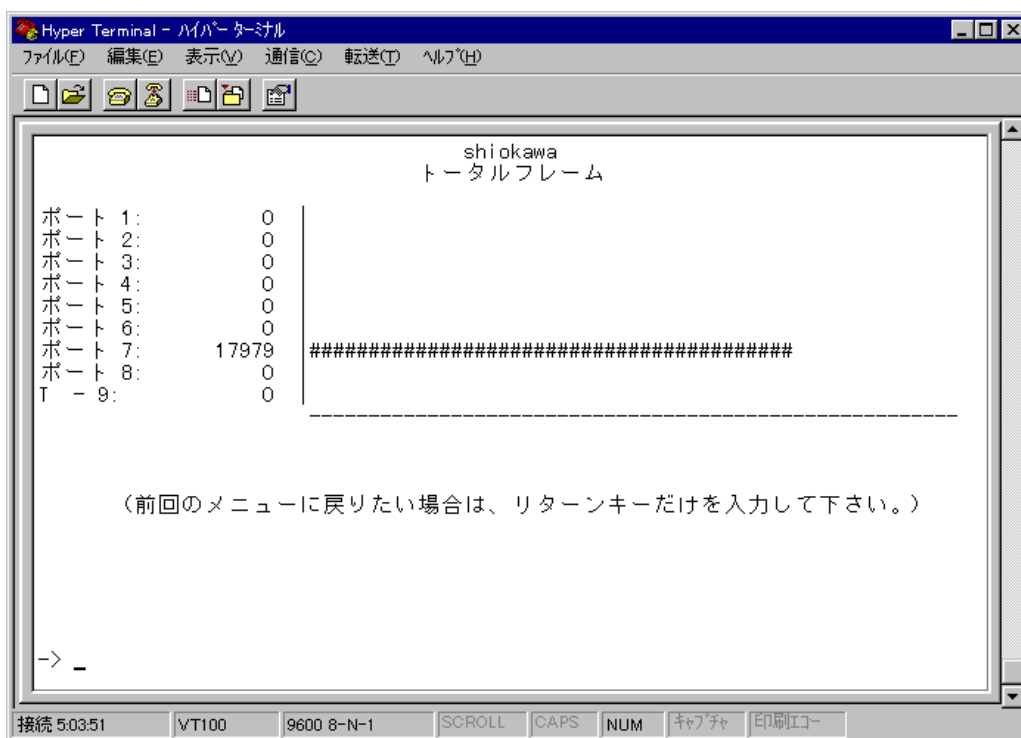 Hyper Terminal - ﾊｲﾊﾟｰ ﾀｰﾐﾅﾙ
ﾌｧｲﾙ(F) 編集(E) 表示(V) 通信(C) 転送(T) ﾍﾙﾌﾟ(H)
shiokawa
トータルフレーム
ポート 1: 0
ポート 2: 0
ポート 3: 0
ポート 4: 0
ポート 5: 0
ポート 6: 0
ポート 7: 17979 #########################################
ポート 8: 0
T - 9: 0
(前回のメニューに戻りたい場合は、リターンキーだけを入力して下さい。)
-> _
接続 5:03:51 VT100 9600 8-N-1 SCROLL CAPS NUM ｷｬﾌﾟﾁｬ 印刷ｴｺｰ